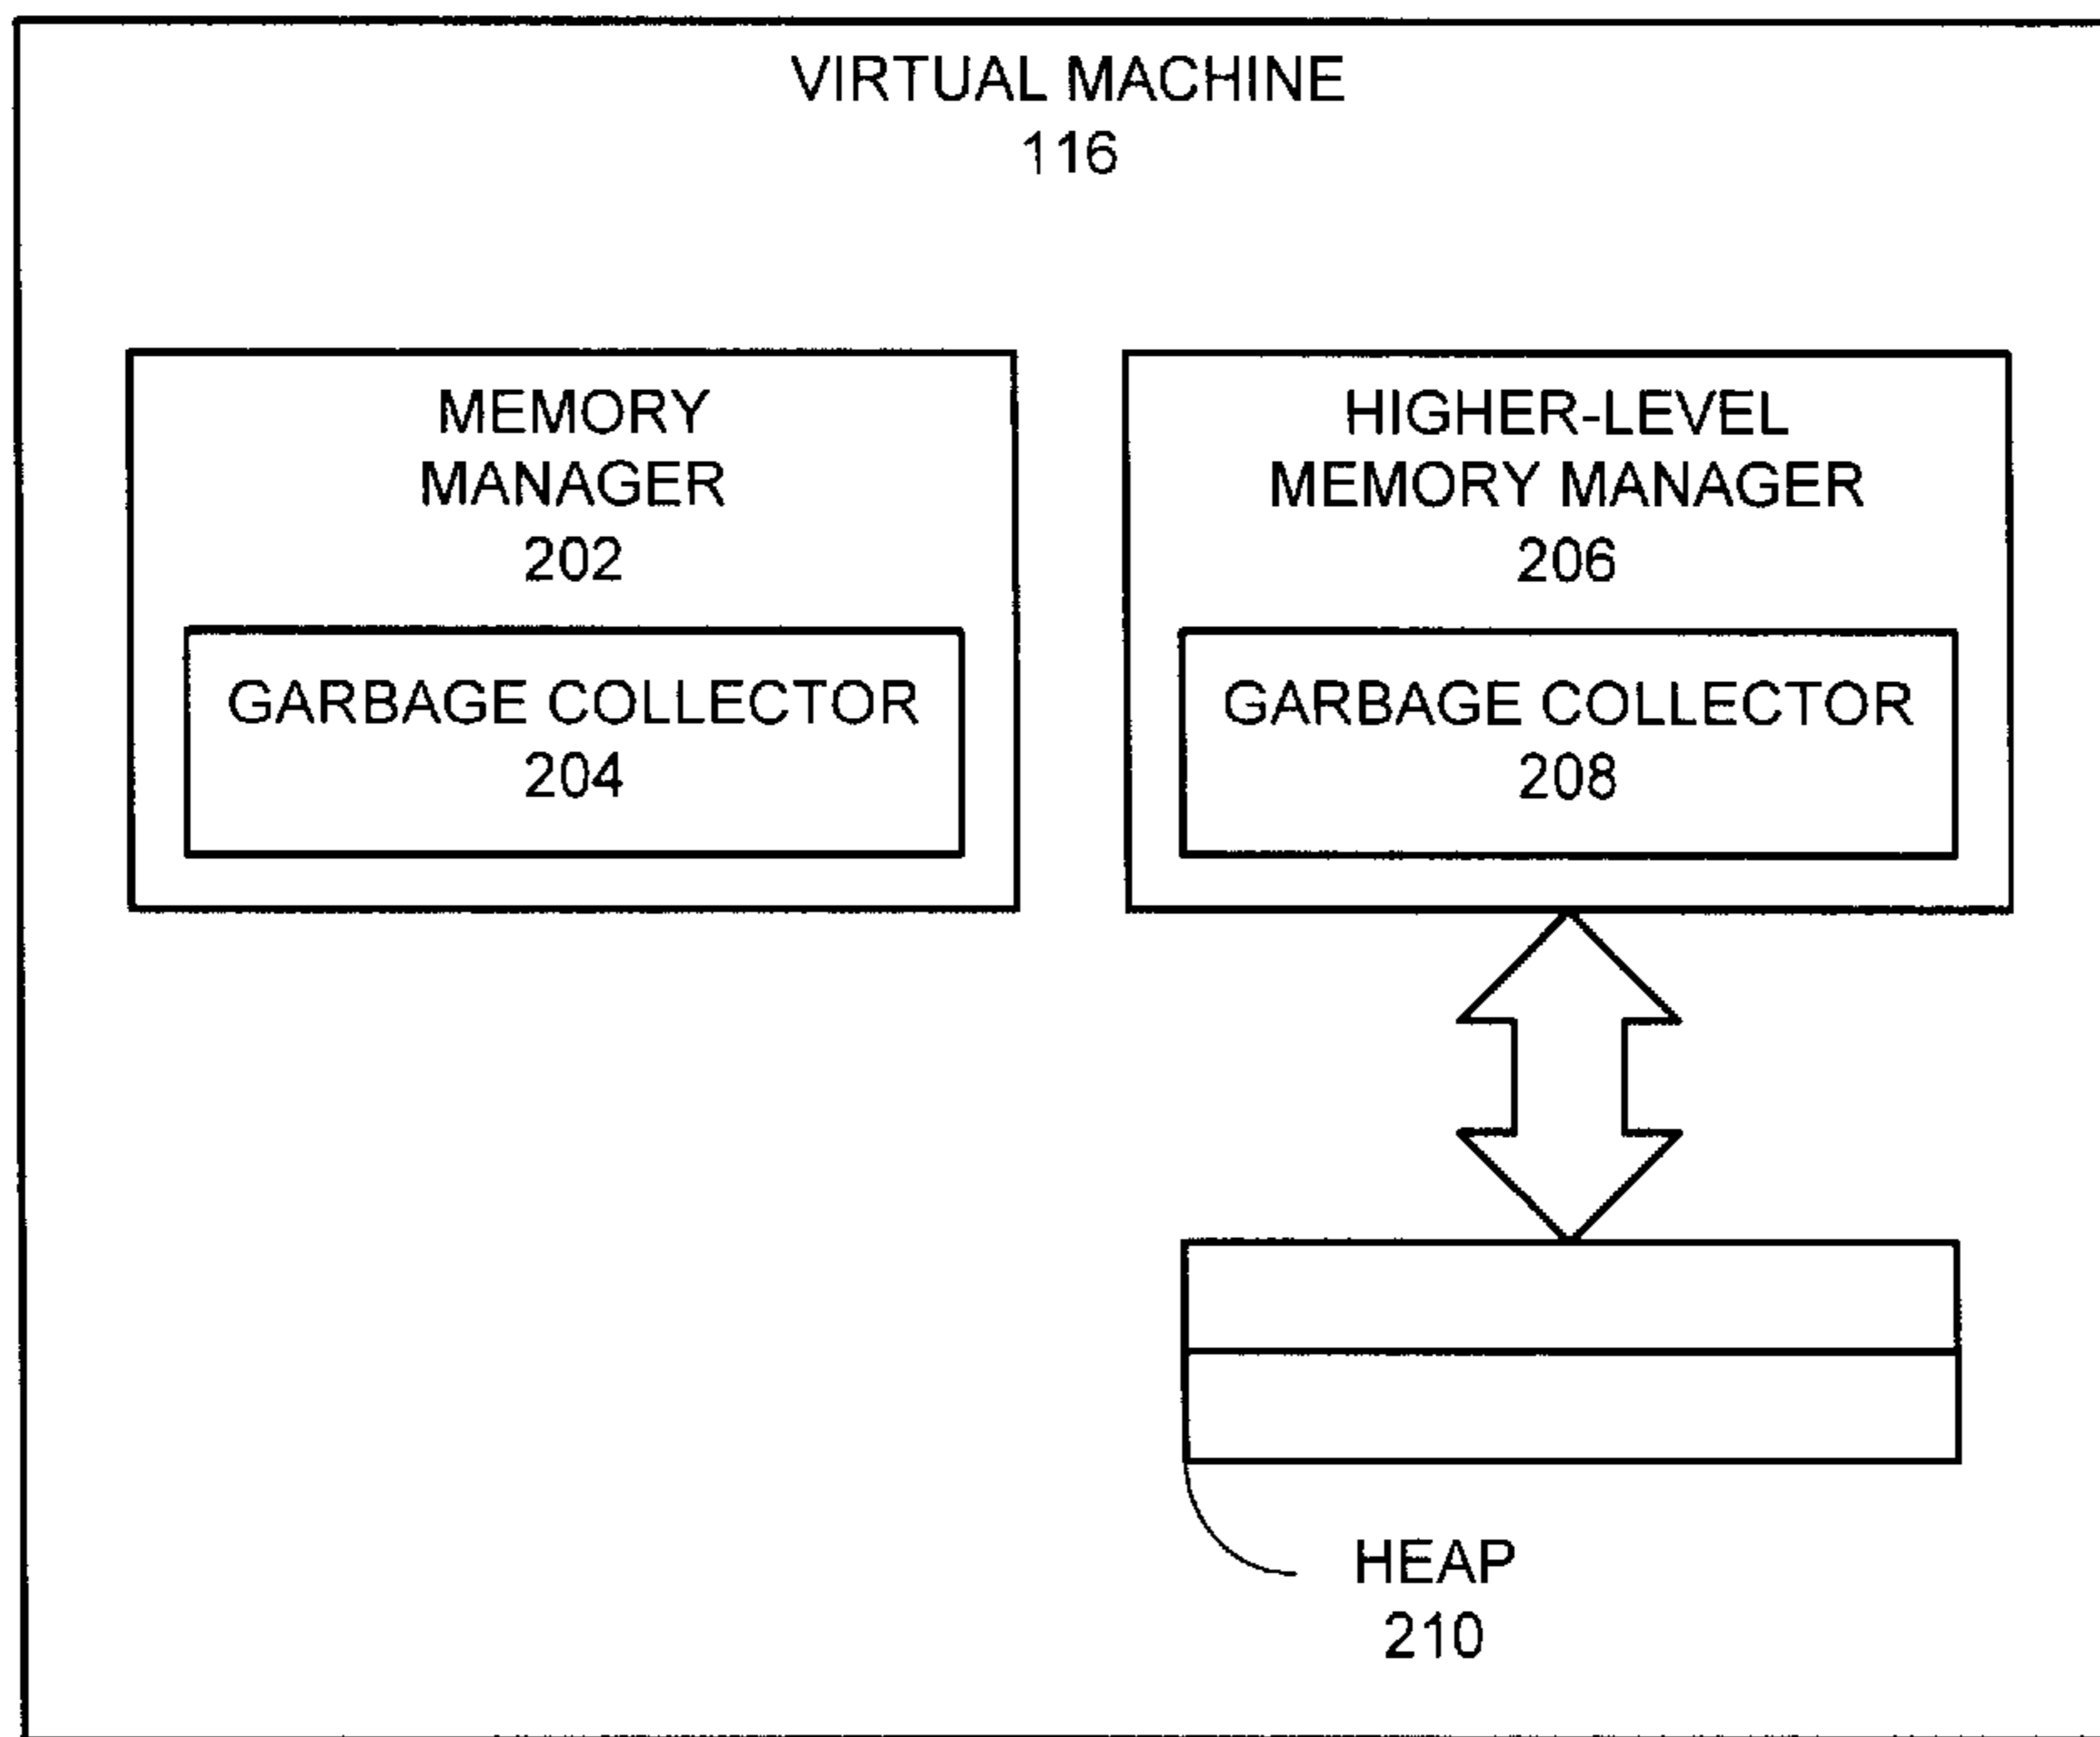 VIRTUAL MACHINE
116
MEMORY
MANAGER
202
GARBAGE COLLECTOR
204
HIGHER-LEVEL
MEMORY MANAGER
206
GARBAGE COLLECTOR
208
HEAP
210